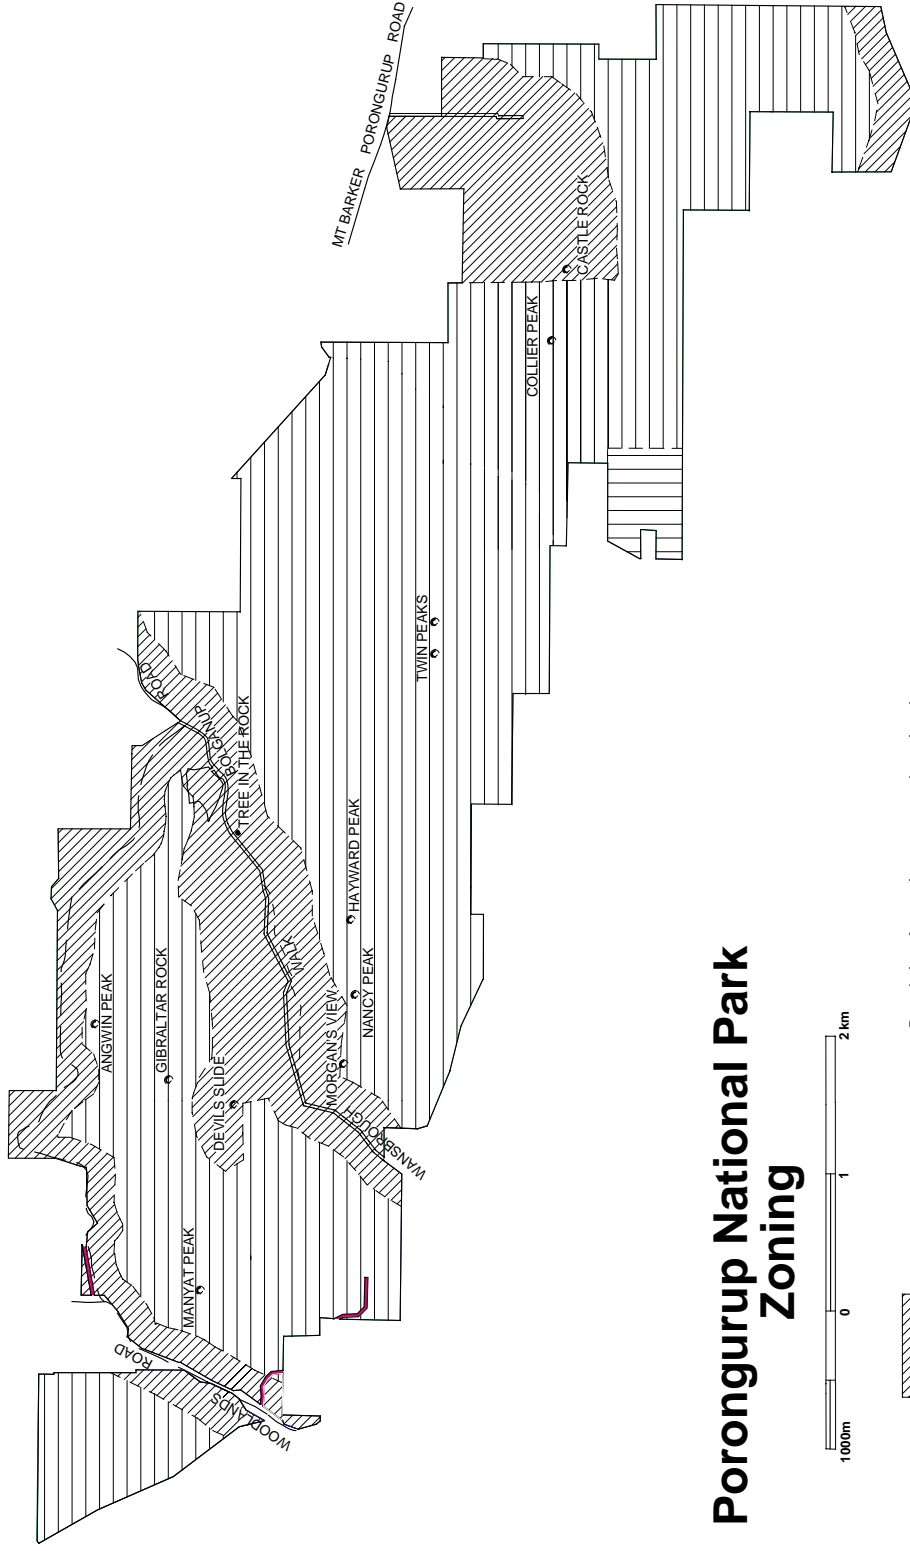 MT BARKER PORONGURUP ROAD
CASTLE ROCK
COLLIER PEAK
TWIN PEAKS
BOLGANUP ROAD
TREE IN THE ROCK
HAYWARD PEAK
NANCY PEAK
MORGAN'S VIEW
WANSBROUGH WALK
ANGWIN PEAK
GIBRALTAR ROCK
DEVILS SLIDE
MANYAT PEAK
WOODLANDS ROAD
Porongurup National Park
Zoning
1000m 0 1 2 km